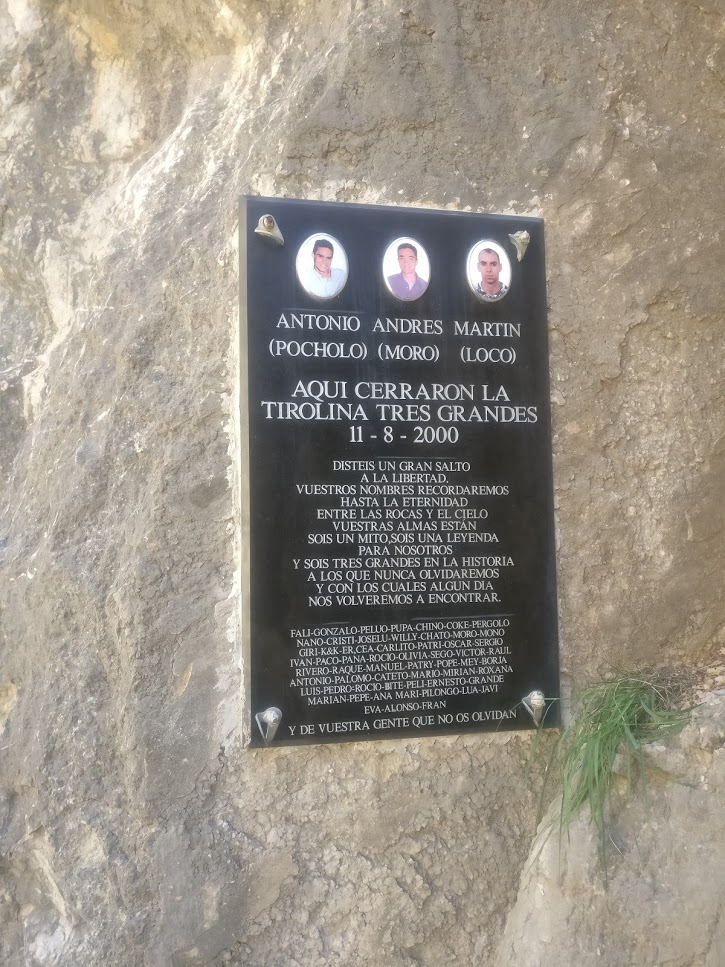 ANTONIO ANDRES MARTIN
(POCHOLO) (MORO) (LOCO)
AQUI CERRARON LA
TIROLINA TRES GRANDES
11 - 8 - 2000
DISTEIS UN GRAN SALTO
A LA LIBERTAD.
VUESTROS NOMBRES RECORDAREMOS
HASTA LA ETERNIDAD
ENTRE LAS ROCAS Y EL CIELO
VUESTRAS ALMAS ESTÁN
SOIS UN MITO,SOIS UNA LEYENDA
PARA NOSOTROS
Y SOIS TRES GRANDES EN LA HISTORIA
A LOS QUE NUNCA OLVIDAREMOS
Y CON LOS CUALES ALGUN DIA
NOS VOLVEREMOS A ENCONTRAR.
FALI-GONZALO-PELUO-PUPA-CHINO-COKE-PERGOLO
NANO-CRISTI-JOSELU-WILLY-CHATO-MORO-MONO
GIRI-K&K-ER,CEA-CARLITO-PATRI-OSCAR-SERGIO
IVAN-PACO-PANA-ROCIO-OLIVIA-SEGO-VICTOR-RAUL
RIVERO-RAQUE-MANUEL-PATRY-POPE-MEY-BORJA
ANTONIO-PALOMO-CATETO-MARIO-MIRIAN-ROXANA
LUIS-PEDRO-ROCIO-BITE-PELI-ERNESTO-GRANDE
MARIAN-PEPE-ANA MARI-PILONGO-LUA-JAVI
EVA-ALONSO-FRAN
Y DE VUESTRA GENTE QUE NO OS OLVIDAN